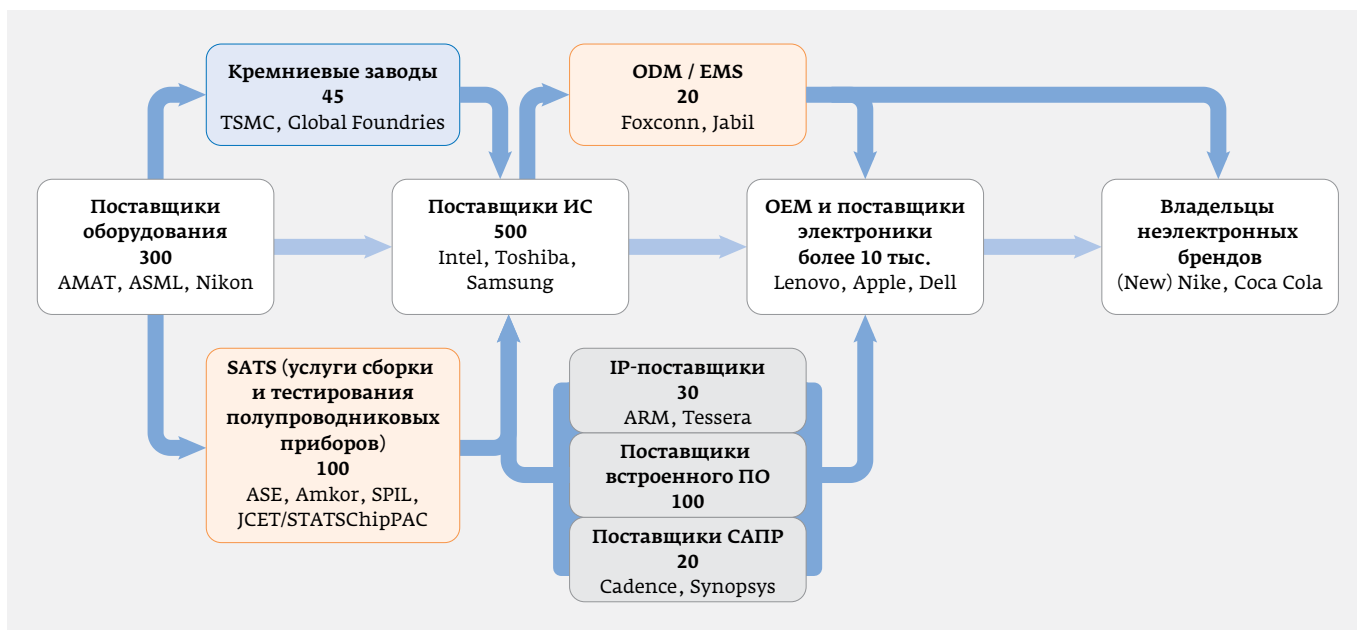 Кремниевые заводы
45
TSMC, Global Foundries
ODM / EMS
20
Foxconn, Jabil
Поставщики
оборудования
300
AMAT, ASML, Nikon
Поставщики ИС
500
Intel, Toshiba,
Samsung
OEM и поставщики
электроники
более 10 тыс.
Lenovo, Apple, Dell
Владельцы
неэлектронных
брендов
(New) Nike, Coca Cola
SATS (услуги сборки
и тестирования
полупроводниковых
приборов)
100
ASE, Amkor, SPIL,
JCET/STATSChipPAC
IP-поставщики
30
ARM, Tessera
Поставщики
встроенного ПО
100
Поставщики САПР
20
Cadence, Synopsys